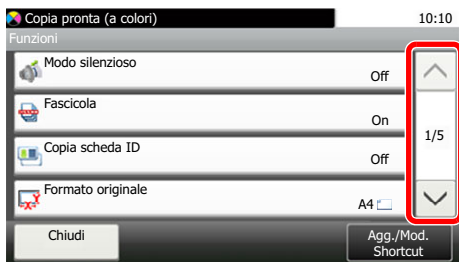 Copia pronta (a colori) 10:10
Funzioni
Modo silenzioso Off
Fascicola On
1/5
Copia scheda ID Off
Formato originale A4
Chiudi Agg./Mod.
Shortcut